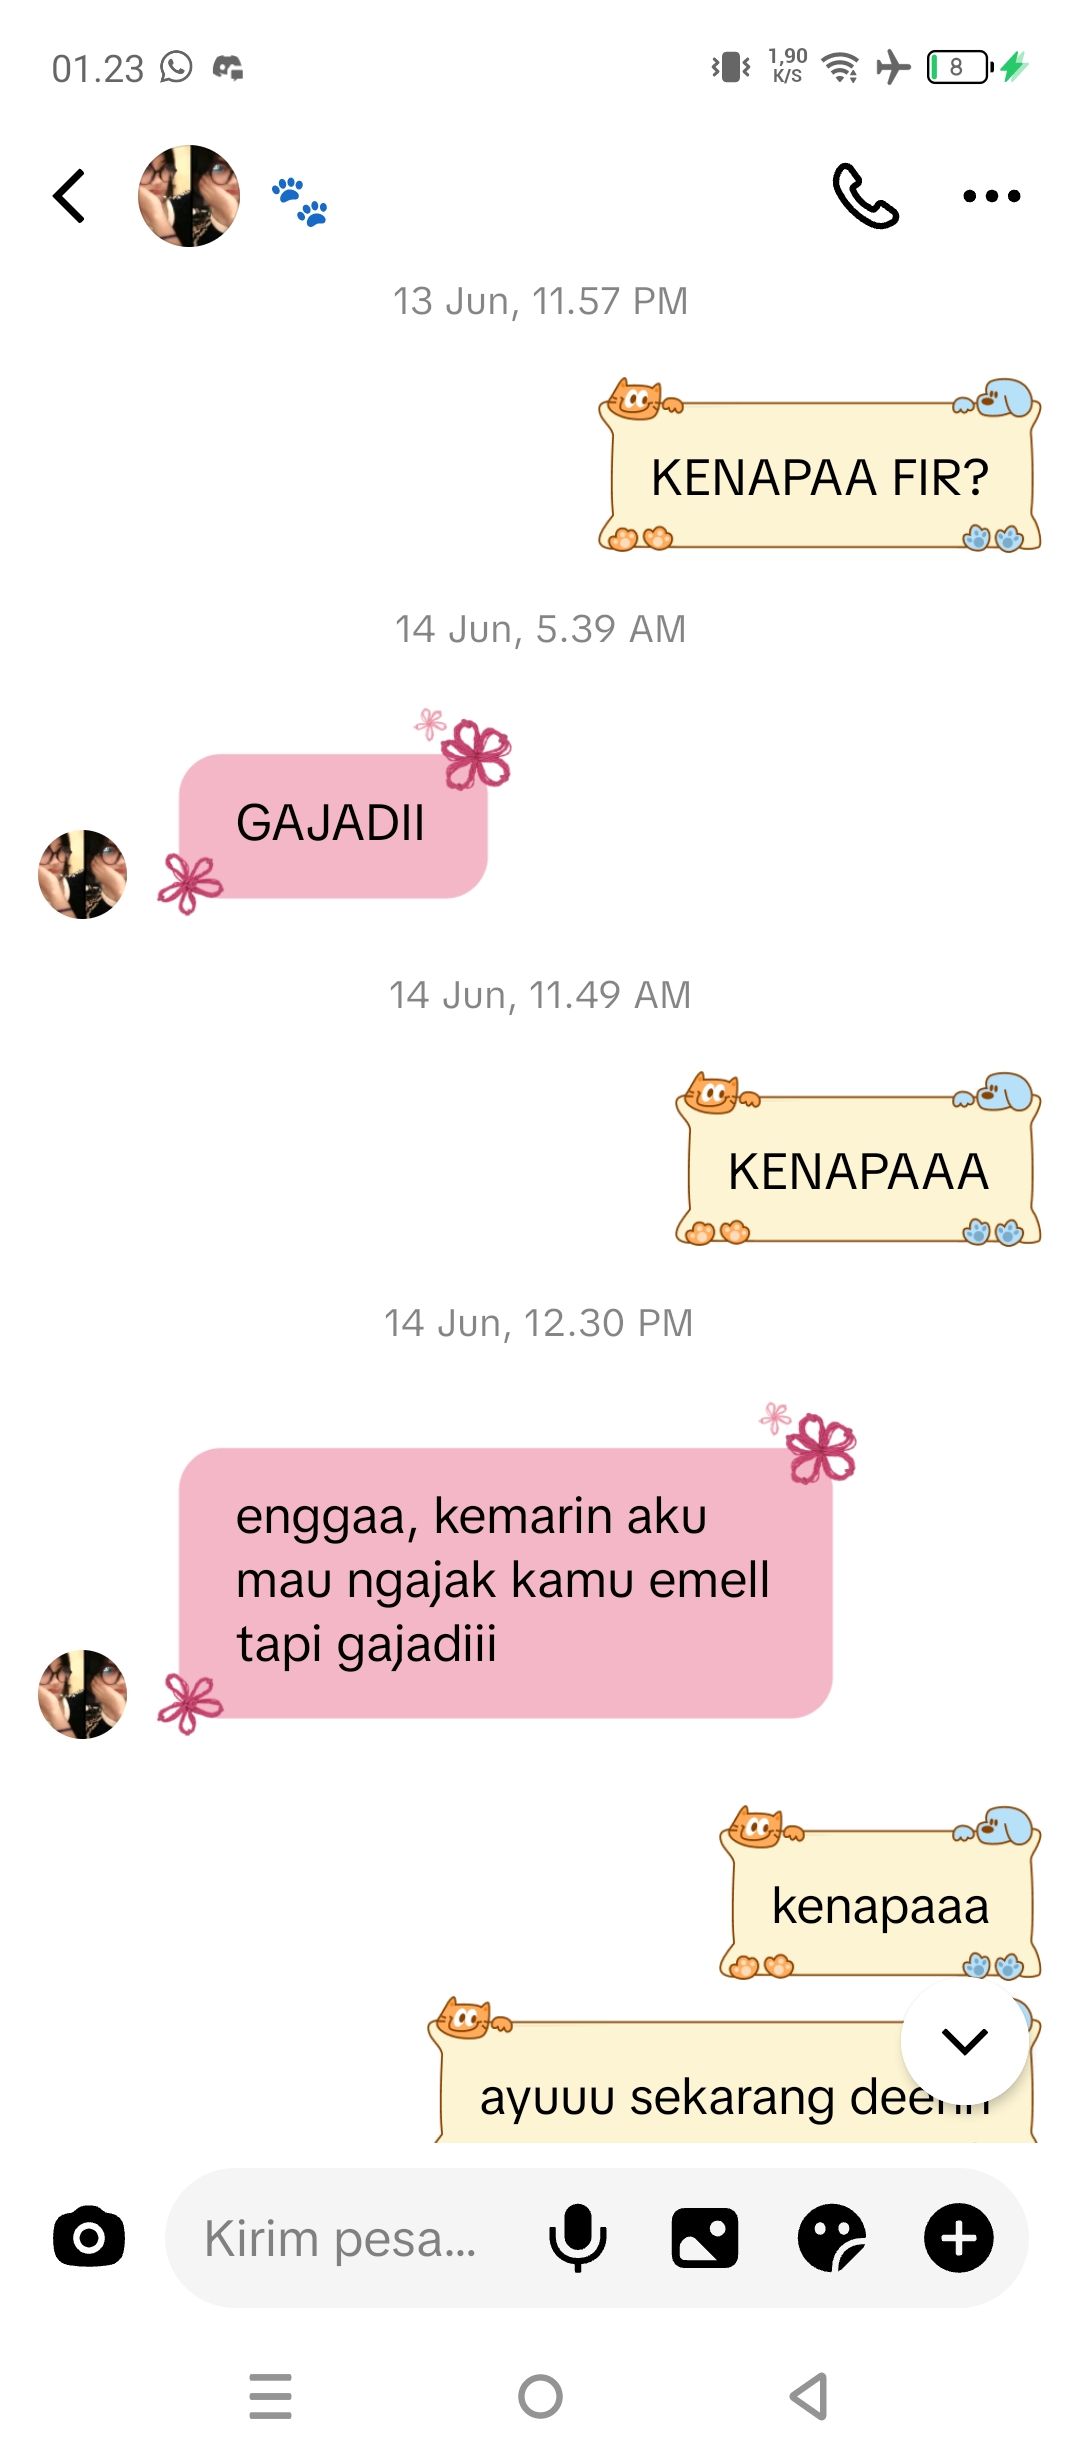 01.23
1,90
K/S
8
13 Jun, 11.57 PM
KENAPAA FIR?
14 Jun, 5.39 AM
GAJADII
14 Jun, 11.49 AM
KENAPAAA
14 Jun, 12.30 PM
enggaa, kemarin aku
mau ngajak kamu emell
tapi gajadiii
kenapaaa
ayuuu sekarang
Kirim pesa...